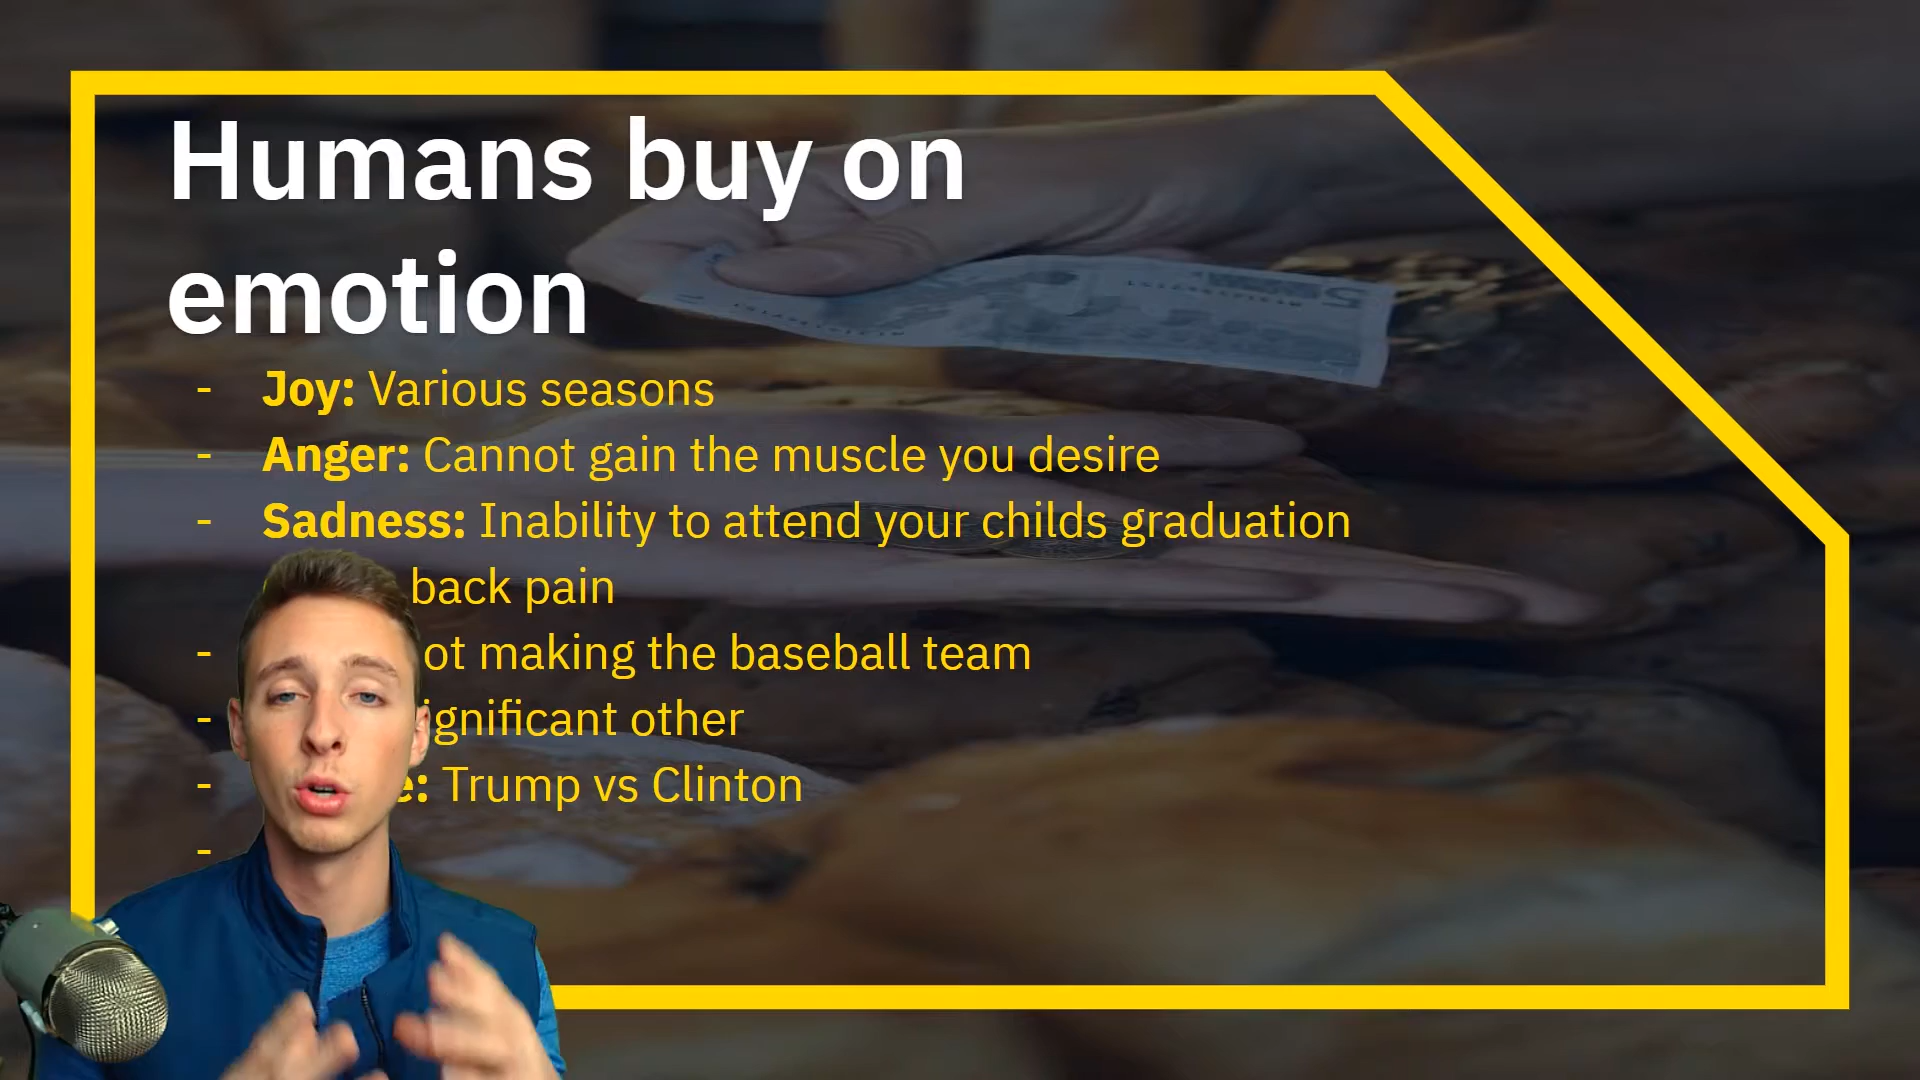 Humans buy on
emotion
- Joy: Various seasons
- Anger: Cannot gain the muscle you desire
- Sadness: Inability to attend your childs graduation
back pain
- ot making the baseball team
- ignificant other
- e: Trump vs Clinton
-